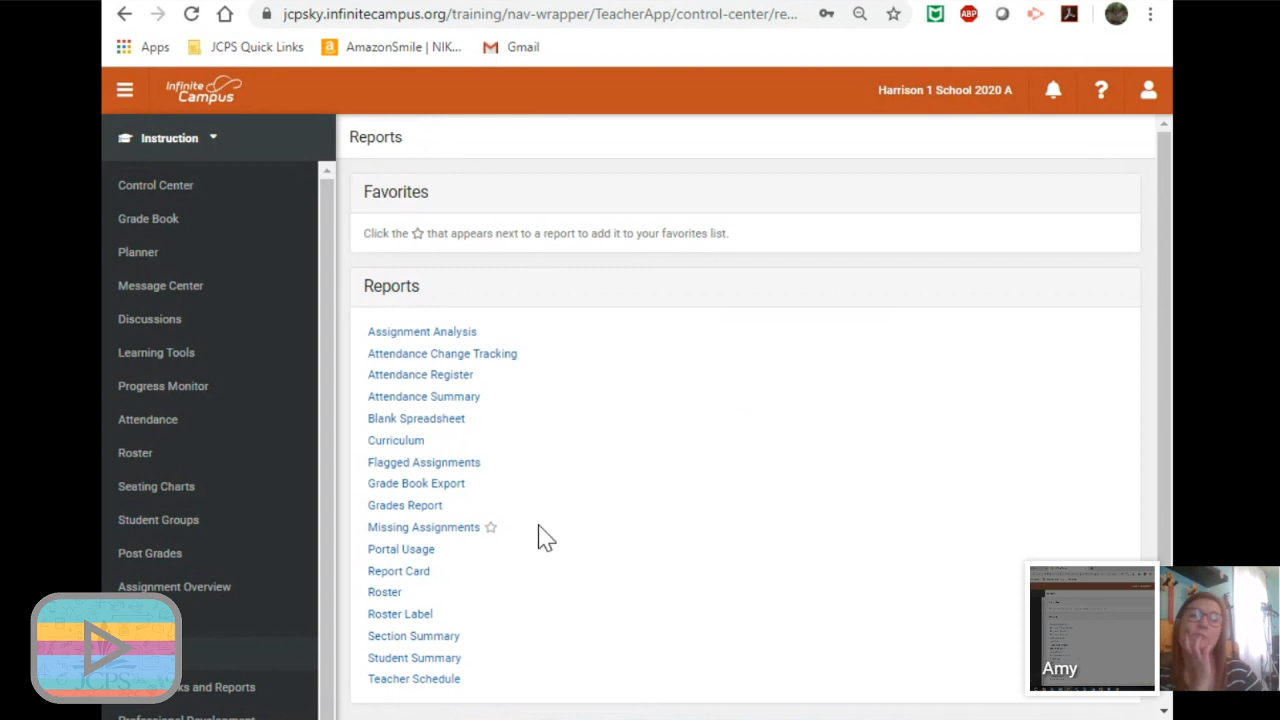 jcpsky.infinitecampus.org/training/nav-wrapper/TeacherApp/control-center/re...
ABP
Apps
JCPS Quick Links
AmazonSmile | NIK...
Gmail
Infinite Campus
Harrison 1 School 2020 A
?
Instruction
Reports
Control Center
Grade Book
Planner
Message Center
Discussions
Learning Tools
Progress Monitor
Attendance
Roster
Seating Charts
Student Groups
Post Grades
Assignment Overview
ks and Reports
Professional Development
Favorites
Click the ☆ that appears next to a report to add it to your favorites list.
Reports
Assignment Analysis
Attendance Change Tracking
Attendance Register
Attendance Summary
Blank Spreadsheet
Curriculum
Flagged Assignments
Grade Book Export
Grades Report
Missing Assignments
Portal Usage
Report Card
Roster
Roster Label
Section Summary
Student Summary
Teacher Schedule
JCPS
Amy